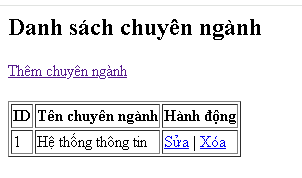 Danh sách chuyên ngành
Thêm chuyên ngành
ID Tên chuyên ngành Hành động
1 Hệ thống thông tin Sửa | Xóa